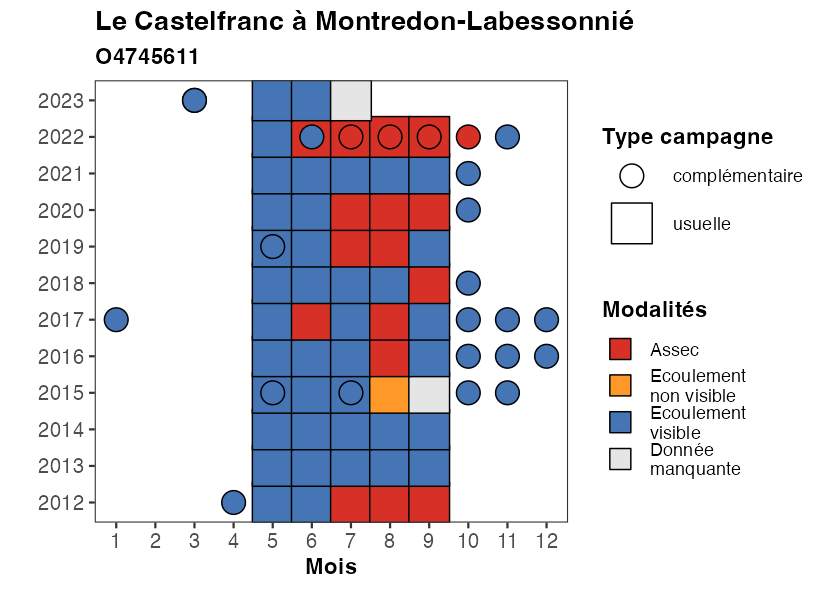 Le Castelfranc à Montredon-Labessonnié
O4745611
2023
2022
2021
2020
2019
2018
2017
2016
2015
2014
2013
2012
1 2 3 4 5 6 7 8 9 10 11 12
Mois
Type campagne
complémentaire
usuelle
Modalités
Assec
Ecoulement
non visible
Ecoulement
visible
Donnée
manquante